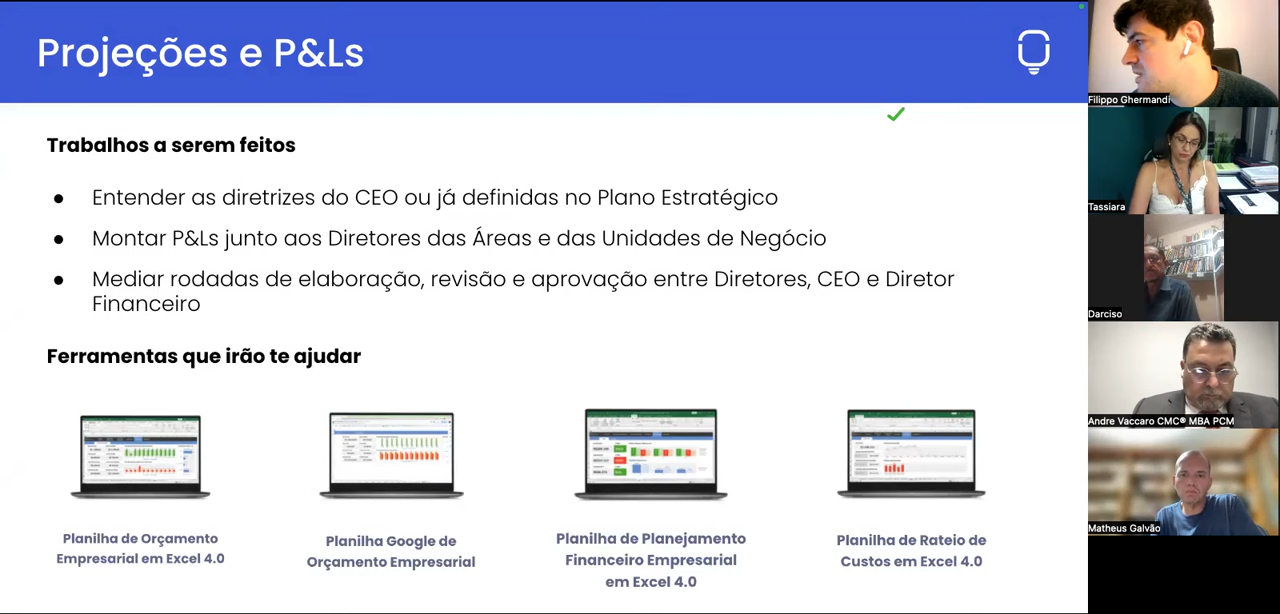 Projeções e P&Ls
Trabalhos a serem feitos
● Entender as diretrizes do CEO ou já definidas no Plano Estratégico
● Montar P&Ls junto aos Diretores das Áreas e das Unidades de Negócio
● Mediar rodadas de elaboração, revisão e aprovação entre Diretores, CEO e Diretor
Financeiro
Ferramentas que irão te ajudar
Planilha de Orçamento
Empresarial em Excel 4.0
Planilha Google de
Orçamento Empresarial
Planilha de Planejamento
Financeiro Empresarial
em Excel 4.0
Planilha de Rateio de
Custos em Excel 4.0
Filippo Ghermandi
Tassiara
Darciso
Andre Vaccaro CMC® MBA PCM
Matheus Galvão